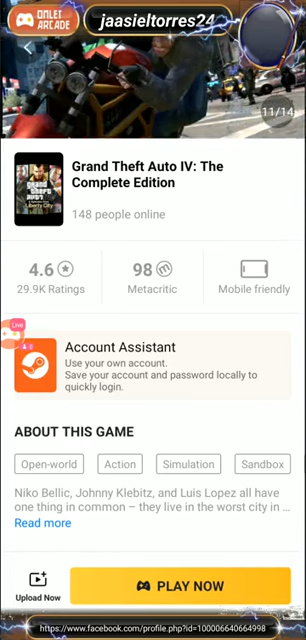 OMLET
ARCADE
jaasieltorres24
11/14
Grand Theft Auto IV: The
Complete Edition
148 people online
4.6
98
29.9K Ratings
Metacritic
Mobile friendly
Live
Account Assistant
Use your own account.
Save your account and password locally to
quickly login.
ABOUT THIS GAME
Open-world
Action
Simulation
Sandbox
Niko Bellic, Johnny Klebitz, and Luis Lopez all have
one thing in common – they live in the worst city in ...
Read more
Upload Now
PLAY NOW
https://www.facebook.com/profile.php?id=100006640664998